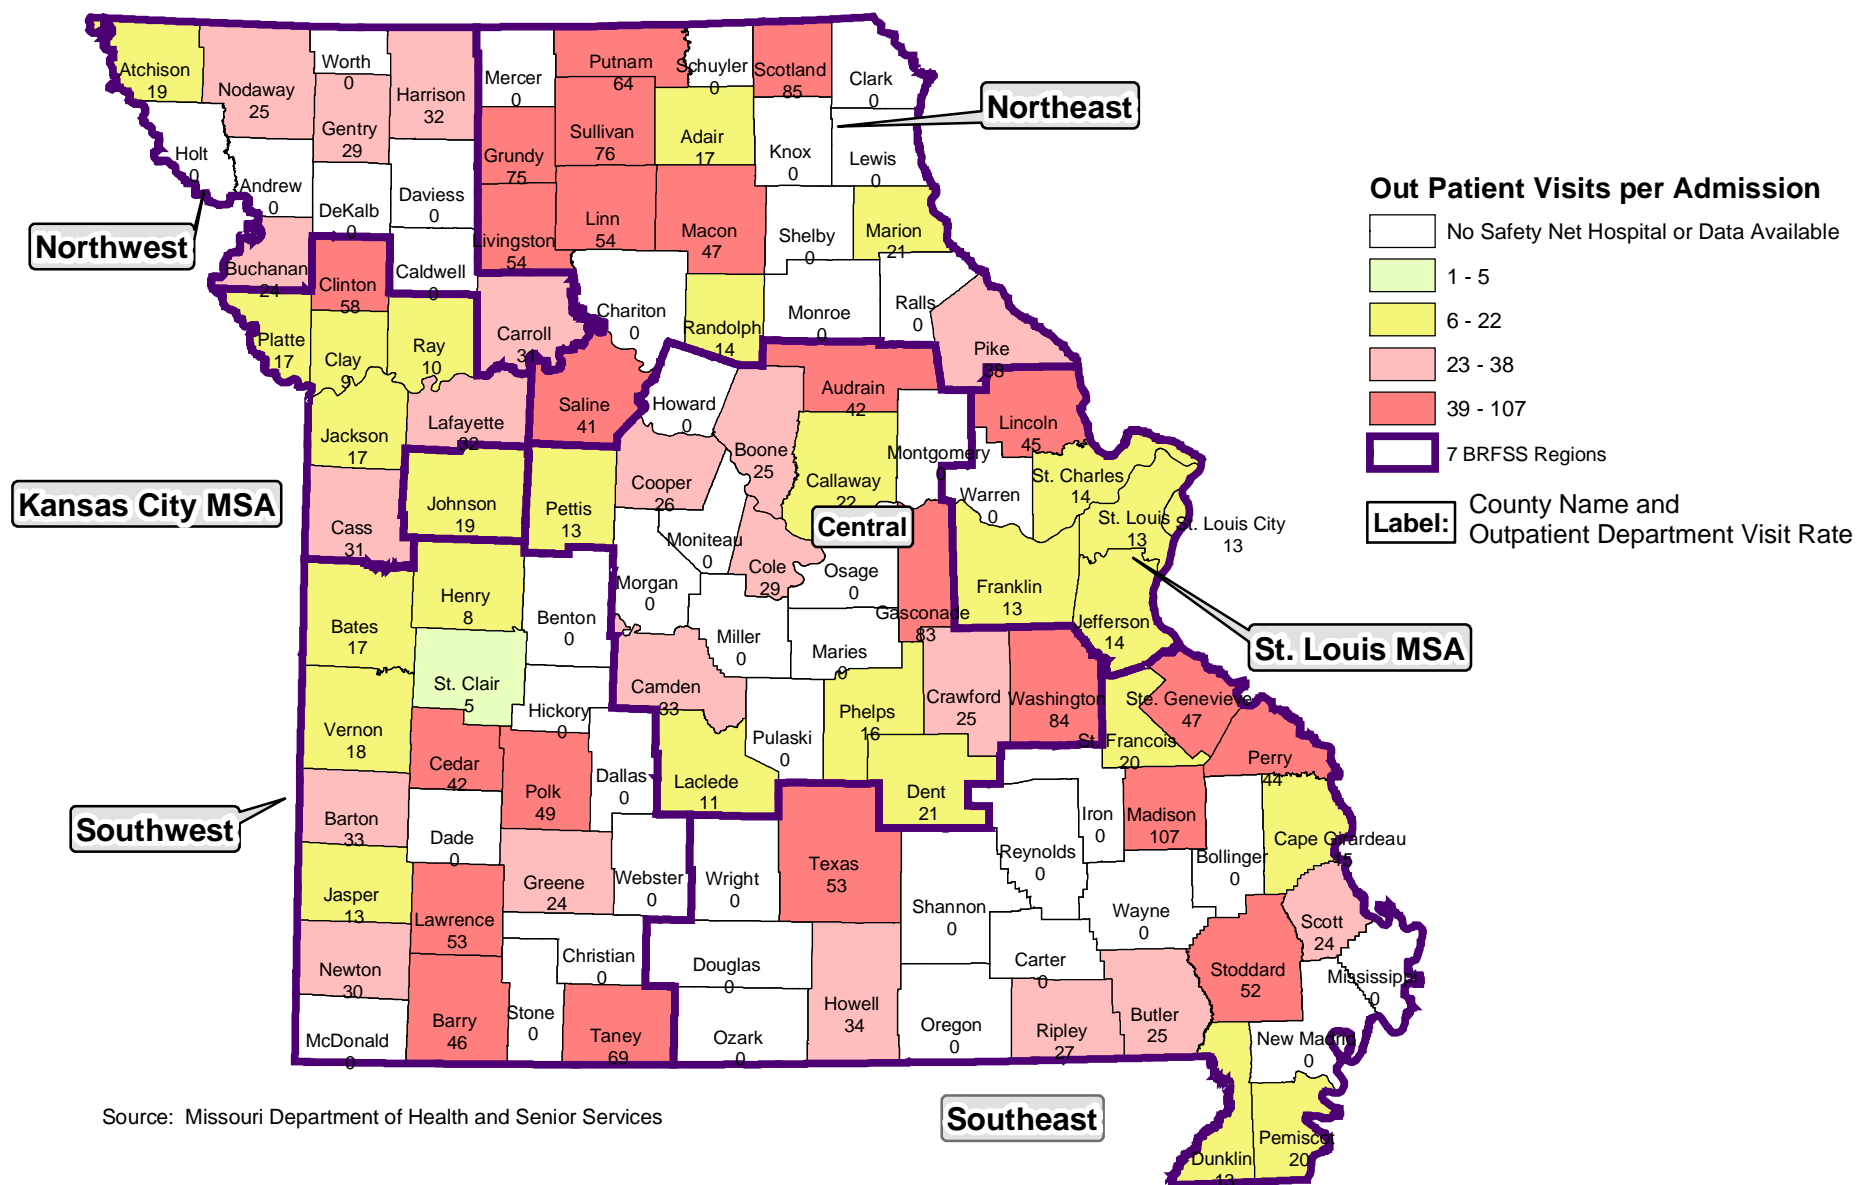 Atchison
19
Nodaway
25
Worth
0
Gentry
29
Harrison
32
Mercer
0
Putnam
64
Schuyler
0
Scotland
85
Clark
0
Northeast
Holt
0
Andrew
0
DeKalb
0
Daviess
0
Grundy
75
Sullivan
76
Adair
17
Knox
0
Lewis
0
Northwest
Buchanan
24
Clinton
58
Caldwell
0
Livingston
54
Linn
54
Macon
47
Shelby
0
Marion
21
Platte
17
Clay
9
Ray
10
Carroll
31
Chariton
0
Randolph
14
Monroe
0
Ralls
0
Pike
38
Out Patient Visits per Admission
No Safety Net Hospital or Data Available
1 - 5
6 - 22
23 - 38
39 - 107
7 BRFSS Regions
Label:
County Name and
Outpatient Department Visit Rate
Jackson
17
Lafayette
32
Saline
41
Howard
0
Boone
25
Audrain
42
Callaway
22
Montgomery
0
Lincoln
45
Warren
0
St. Charles
14
St. Louis
13
St. Louis City
13
Kansas City MSA
Cass
31
Johnson
19
Pettis
13
Cooper
26
Moniteau
0
Central
Cole
29
Osage
0
Gasconade
83
Franklin
13
Jefferson
14
St. Louis MSA
Bates
17
Henry
8
Benton
0
Morgan
0
Miller
0
Maries
0
Vernon
18
St. Clair
5
Hickory
0
Camden
33
Pulaski
0
Phelps
16
Crawford
25
Washington
84
Ste. Genevieve
47
St. Francois
20
Perry
44
Southwest
Barton
33
Cedar
42
Polk
49
Dallas
0
Laclede
11
Dent
21
Iron
0
Madison
107
Bollinger
0
Cape Girardeau
15
Jasper
13
Dade
0
Greene
24
Webster
0
Wright
0
Texas
53
Reynolds
0
Shannon
0
Wayne
0
Scott
24
Newton
30
Lawrence
53
Christian
0
Douglas
0
Howell
34
Carter
0
Stoddard
52
Mississippi
0
McDonald
0
Barry
46
Stone
0
Taney
69
Ozark
0
Oregon
0
Ripley
27
Butler
25
New Madrid
0
Source:  Missouri Department of Health and Senior Services
Southeast
Dunklin
13
Pemiscot
20